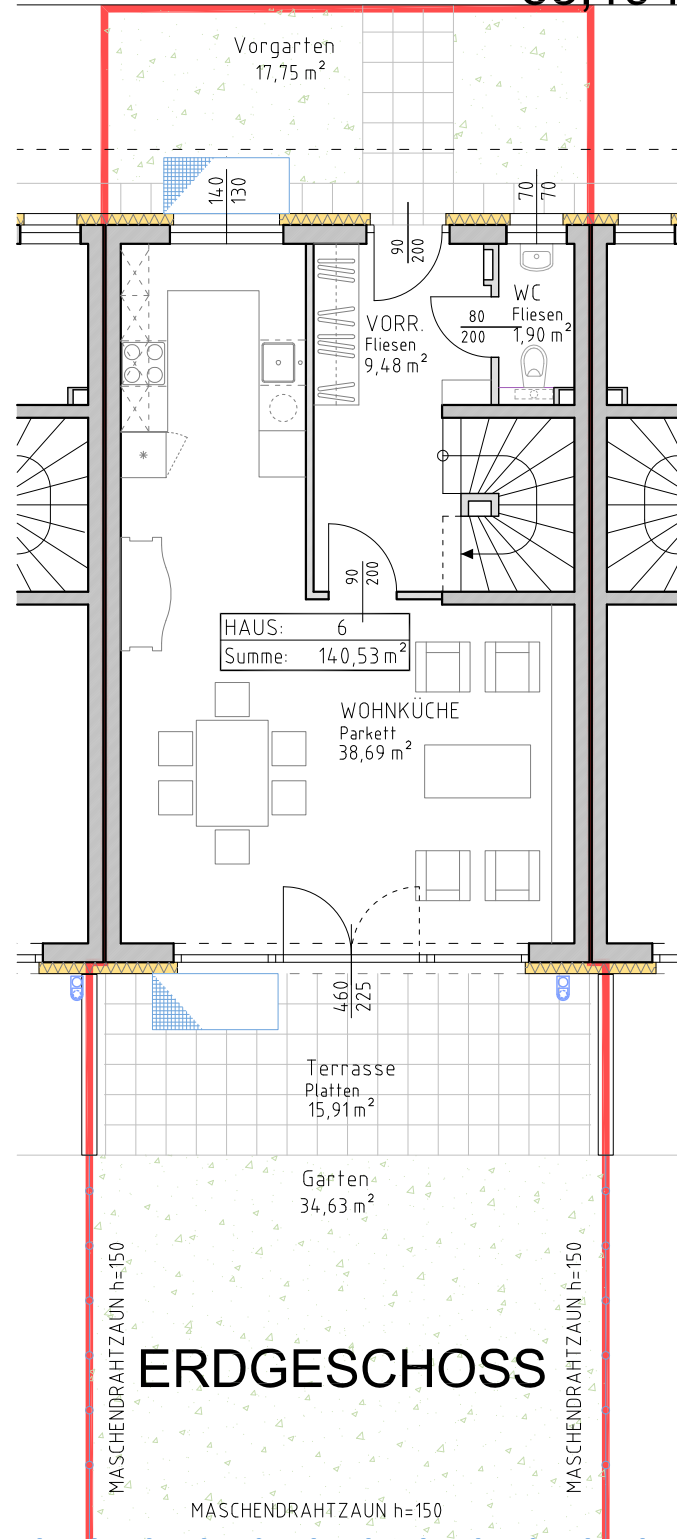 Vorgarten
17,75 m²
140
130
70
70
90
200
WC
Fliesen
1,90 m²
80
200
VORR.
Fliesen
9,48 m²
90
200
HAUS: 6
Summe: 140,53 m²
WOHNKÜCHE
Parkett
38,69 m²
460
225
Terrasse
Platten
15,91 m²
Garten
34,63 m²
MASCHENDRAHTZAUN h=150
MASCHENDRAHTZAUN h=150
ERDGESCHOSS
MASCHENDRAHTZAUN h=150